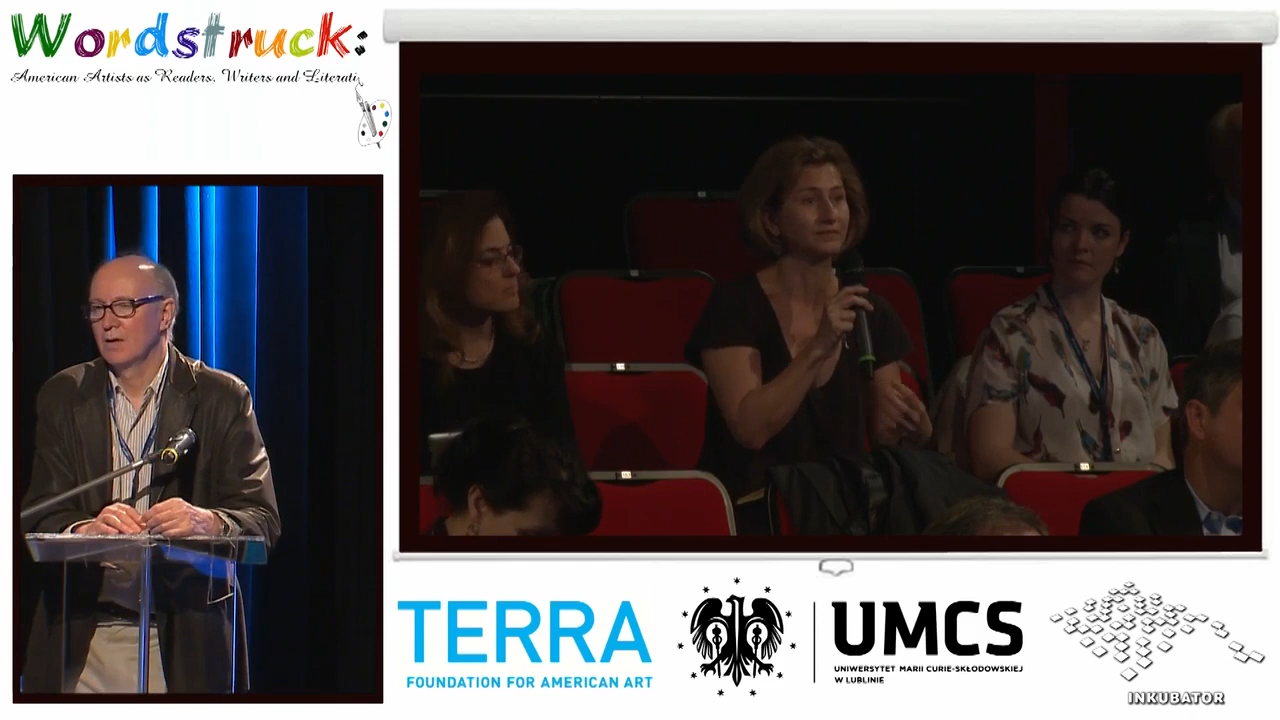 Wordstruck:
American Artists as Readers, Writers and Literati
TERRA
FOUNDATION FOR AMERICAN ART
UMCS
UNIWERSYTET MARII CURIE-SKŁODOWSKIEJ
W LUBLINIE
INKUBATOR